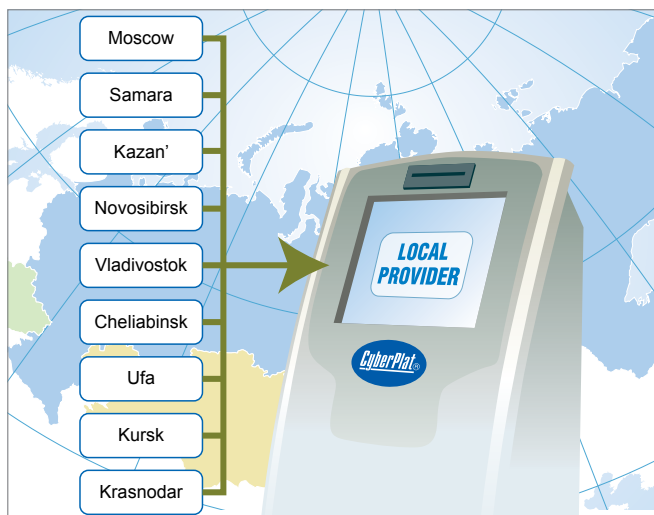 Moscow
Samara
Kazan’
Novosibirsk
Vladivostok
Cheliabinsk
Ufa
Kursk
Krasnodar
LOCAL
PROVIDER
CyberPlat®